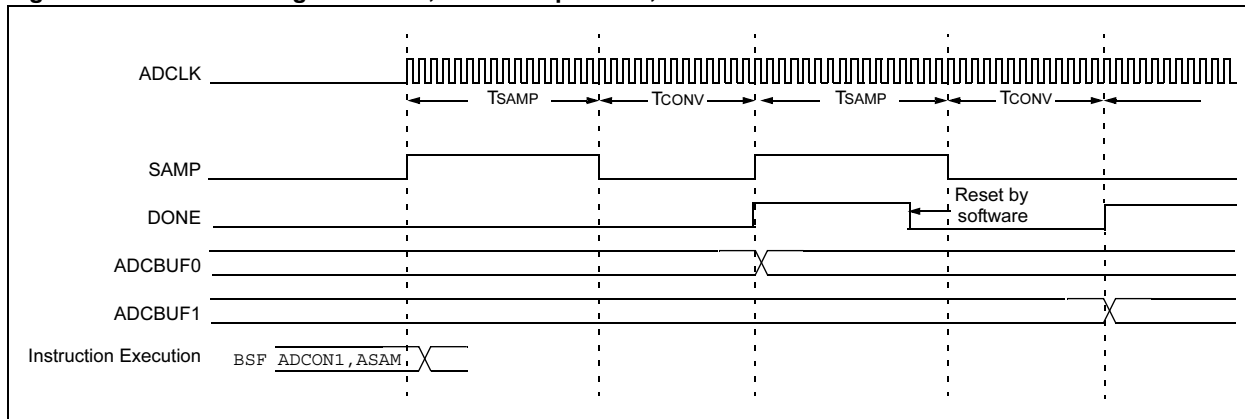 ADCLK
TSAMP TCONV TSAMP TCONV
SAMP
DONE
Reset by
software
ADCBUF0
ADCBUF1
Instruction Execution BSF ADCON1,ASAM